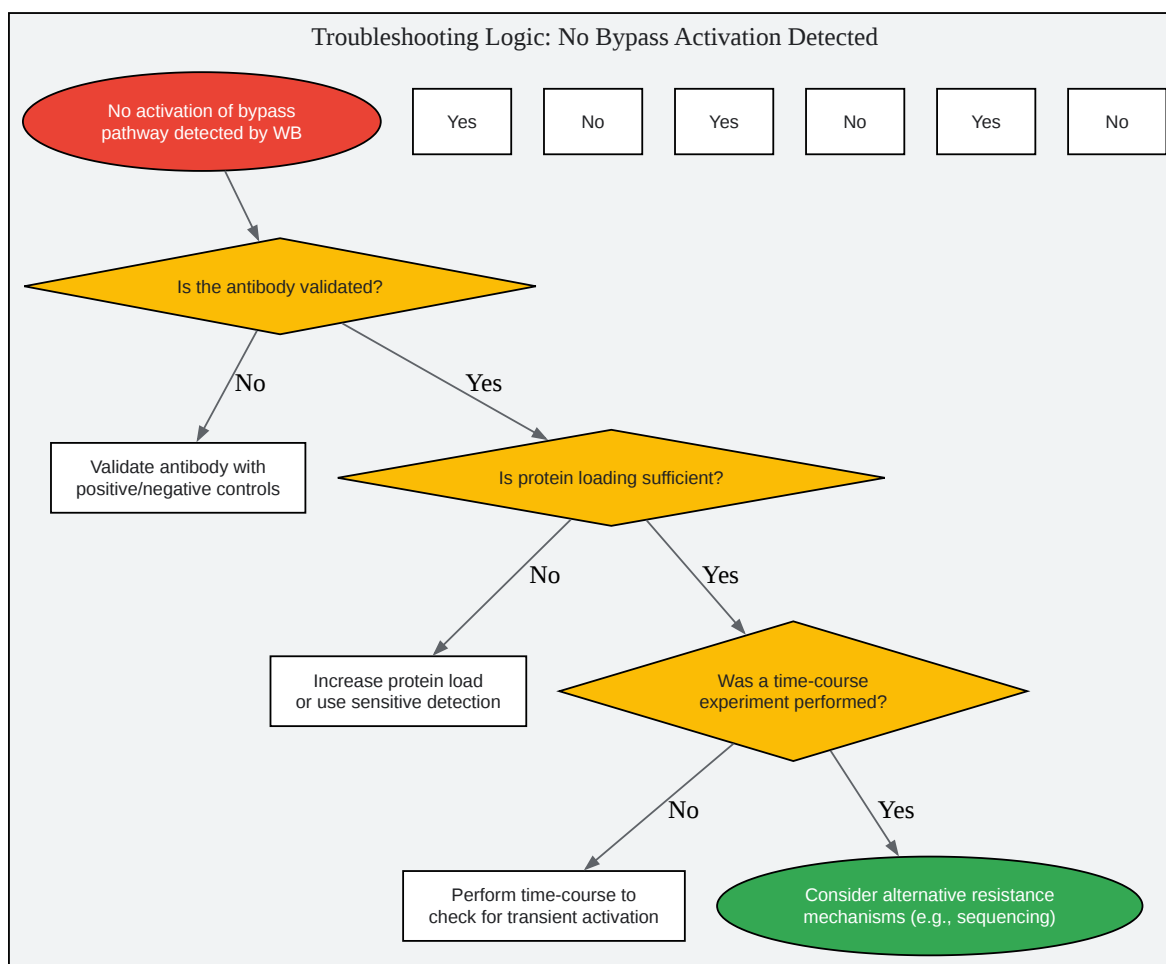 Troubleshooting Logic: No Bypass Activation Detected
No activation of bypass
pathway detected by WB
Yes
No
Yes
No
Yes
No
Is the antibody validated?
No
Yes
Validate antibody with
positive/negative controls
Is protein loading sufficient?
No
Yes
Increase protein load
or use sensitive detection
Was a time-course
experiment performed?
No
Yes
Perform time-course to
check for transient activation
Consider alternative resistance
mechanisms (e.g., sequencing)